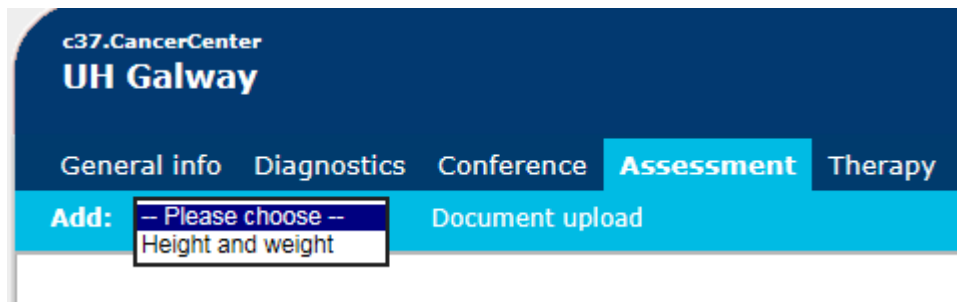 c37.CancerCenter
UH Galway
General info Diagnostics Conference Assessment Therapy
Add: -- Please choose -- Document upload
Height and weight